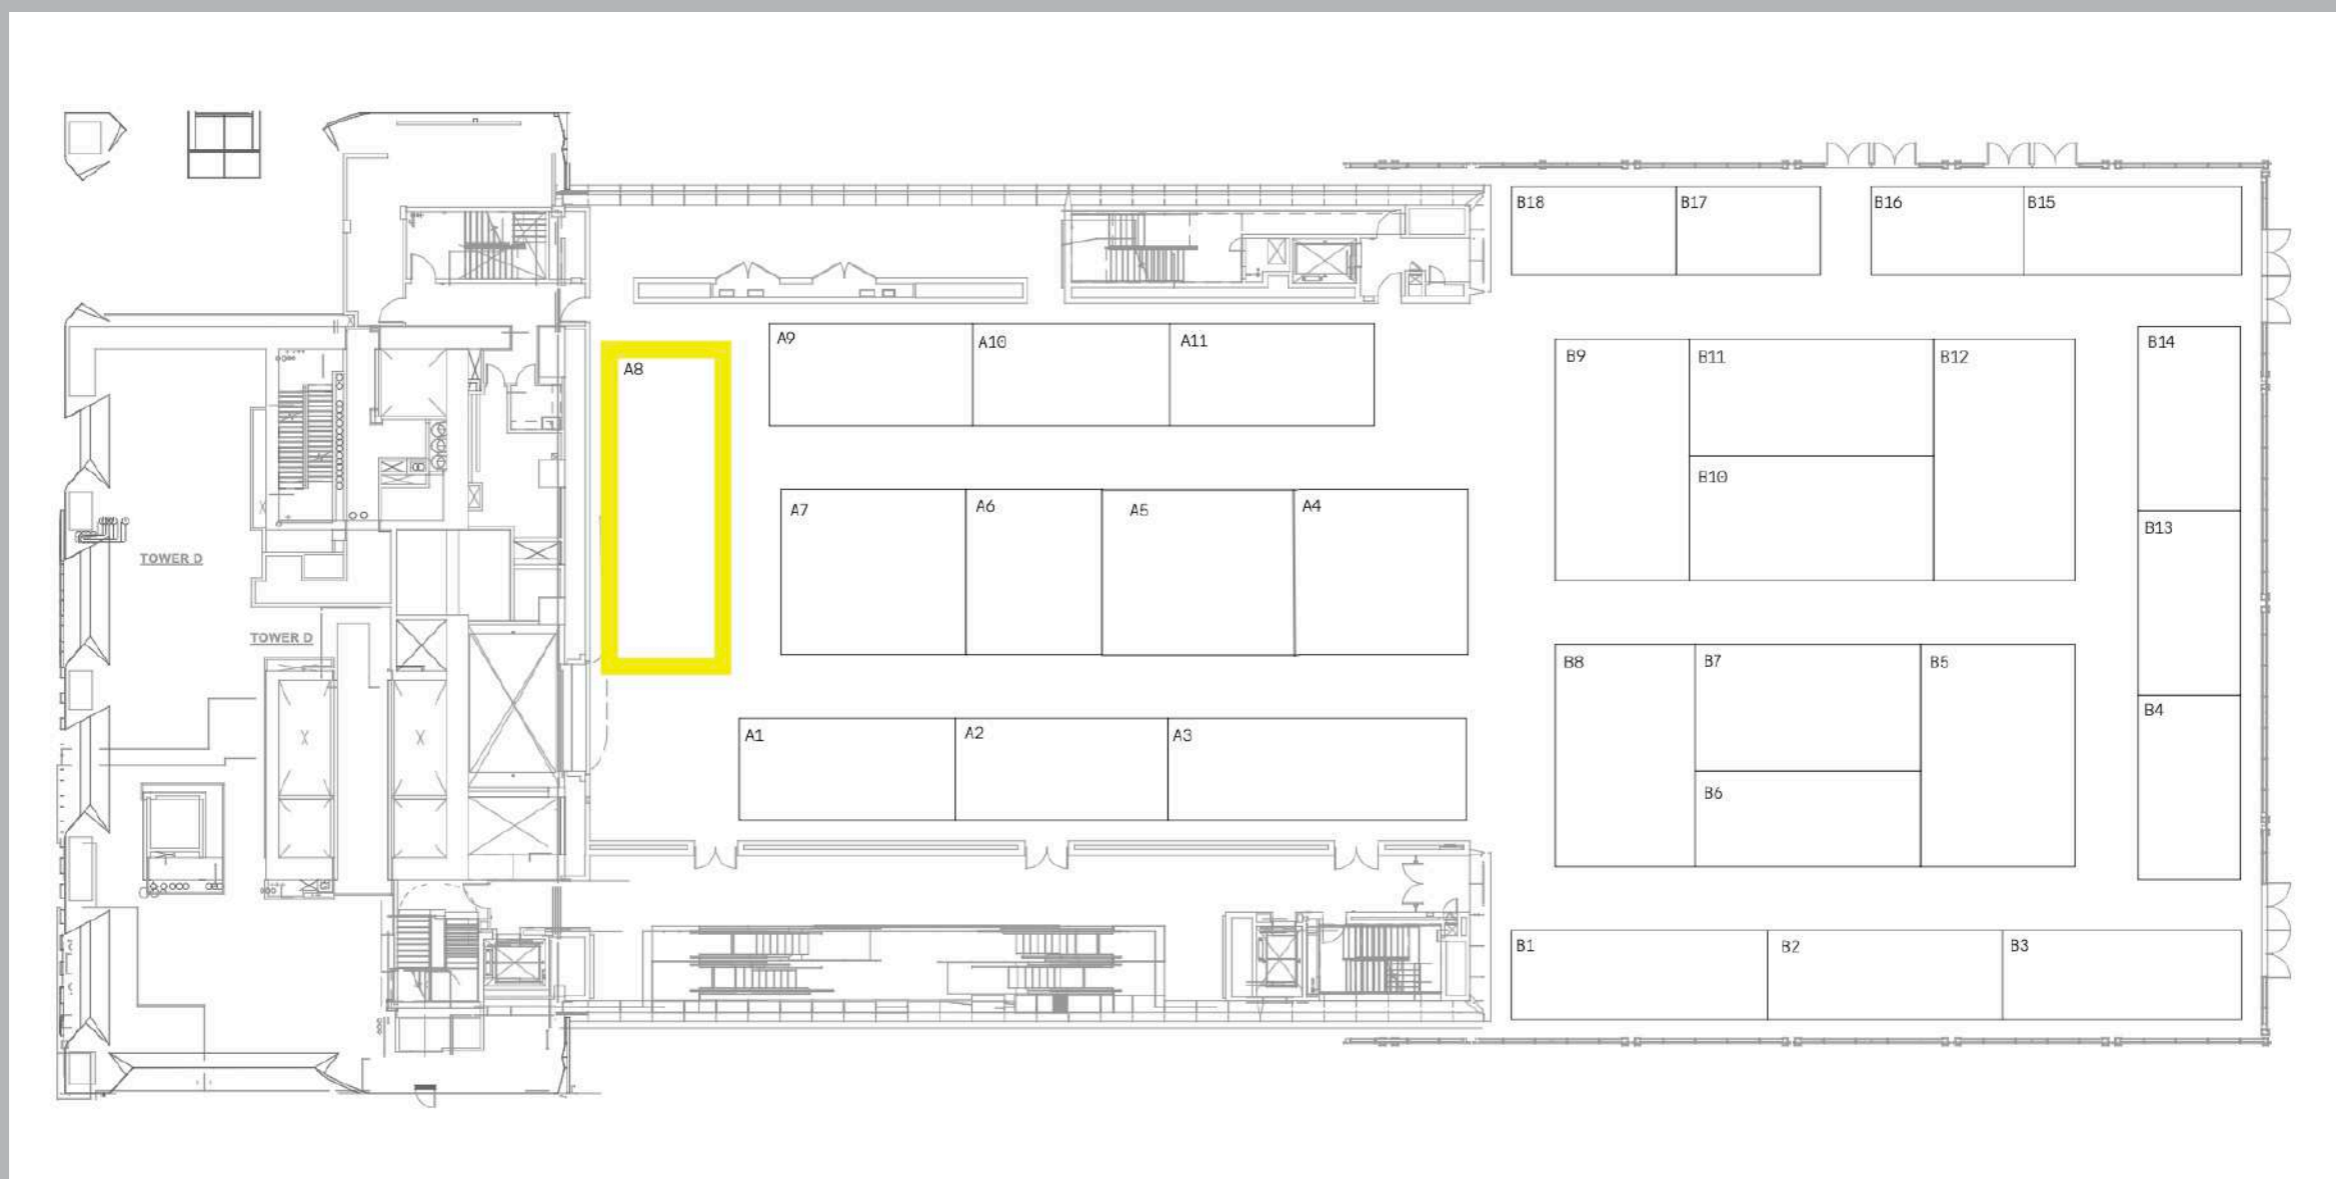 B18 B17 B16 B15
A9 A10 A11
B14
B9 B11 B12
A8
B10
A7 A6 A5 A4
B13
TOWER D
TOWER D
B8 B7 B5
B4
A1 A2 A3
B6
B1 B2 B3